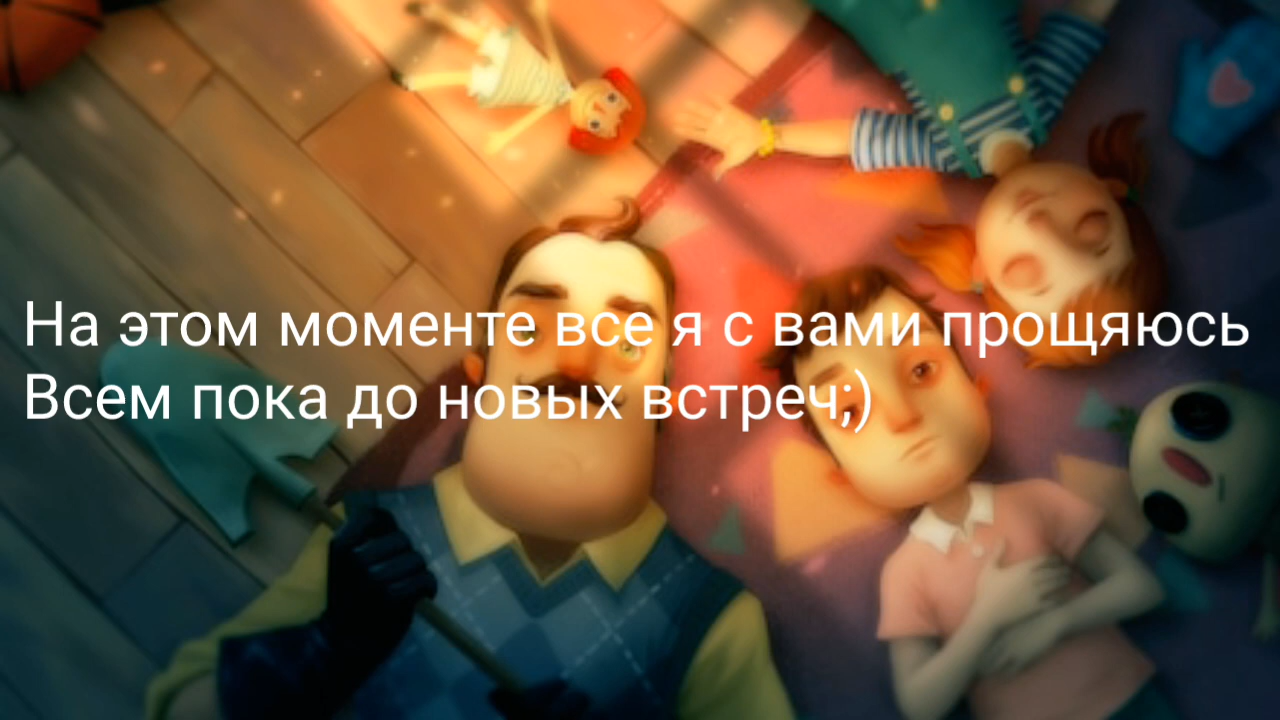 На этом моменте все я с вами прощяюсь
Всем пока до новых встреч;)